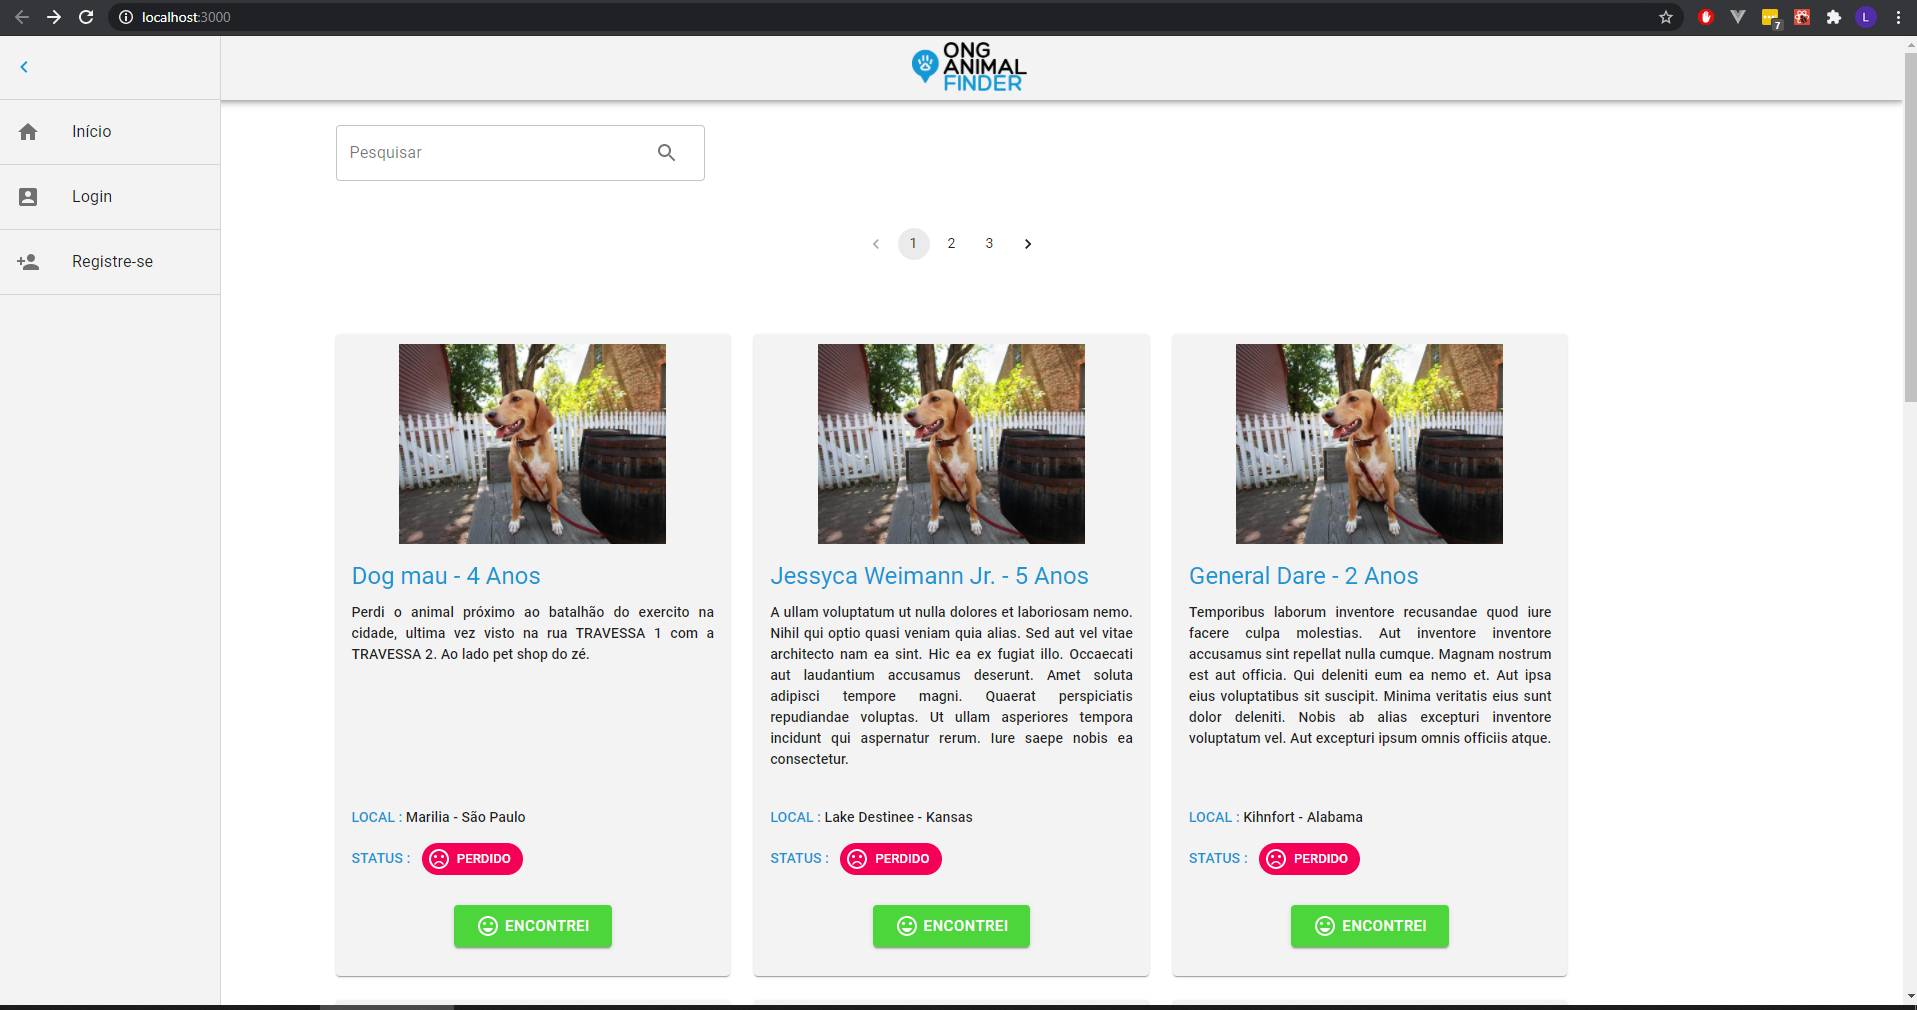 localhost:3000
7
L
ONG
ANIMAL
FINDER
Início
Login
Registre-se
Pesquisar
1 2 3
Dog mau - 4 Anos
Perdi o animal próximo ao batalhão do exercito na
cidade, ultima vez visto na rua TRAVESSA 1 com a
TRAVESSA 2. Ao lado pet shop do zé.
LOCAL : Marilia - São Paulo
STATUS : PERDIDO
ENCONTREI
Jessyca Weimann Jr. - 5 Anos
A ullam voluptatum ut nulla dolores et laboriosam nemo.
Nihil qui optio quasi veniam quia alias. Sed aut vel vitae
architecto nam ea sint. Hic ea ex fugiat illo. Occaecati
aut laudantium accusamus deserunt. Amet soluta
adipisci tempore magni. Quaerat perspiciatis
repudiandae voluptas. Ut ullam asperiores tempora
incidunt qui aspernatur rerum. Iure saepe nobis ea
consectetur.
LOCAL : Lake Destinee - Kansas
STATUS : PERDIDO
ENCONTREI
General Dare - 2 Anos
Temporibus laborum inventore recusandae quod iure
facere culpa molestias. Aut inventore inventore
accusamus sint repellat nulla cumque. Magnam nostrum
est aut officia. Qui deleniti eum ea nemo et. Aut ipsa
eius voluptatibus sit suscipit. Minima veritatis eius sunt
dolor deleniti. Nobis ab alias excepturi inventore
voluptatum vel. Aut excepturi ipsum omnis officiis atque.
LOCAL : Kihnfort - Alabama
STATUS : PERDIDO
ENCONTREI